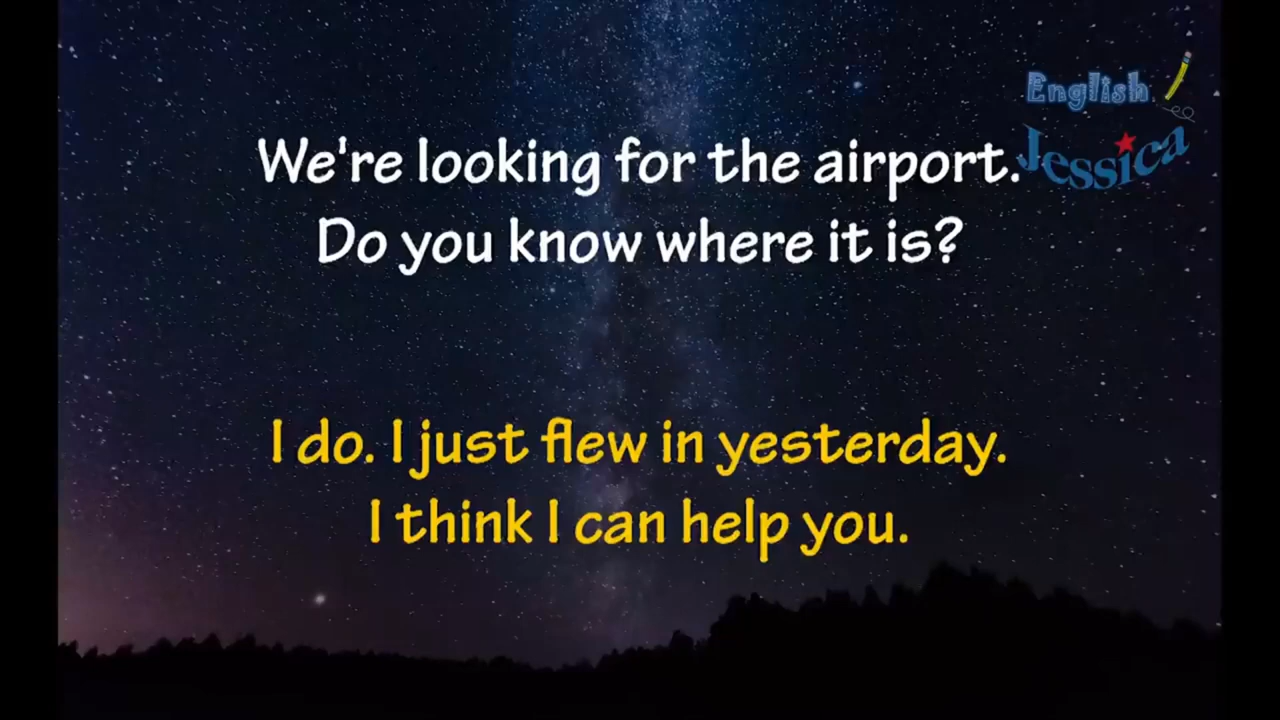 English
Jessica
We're looking for the airport.
Do you know where it is?
I do. I just flew in yesterday.
I think I can help you.